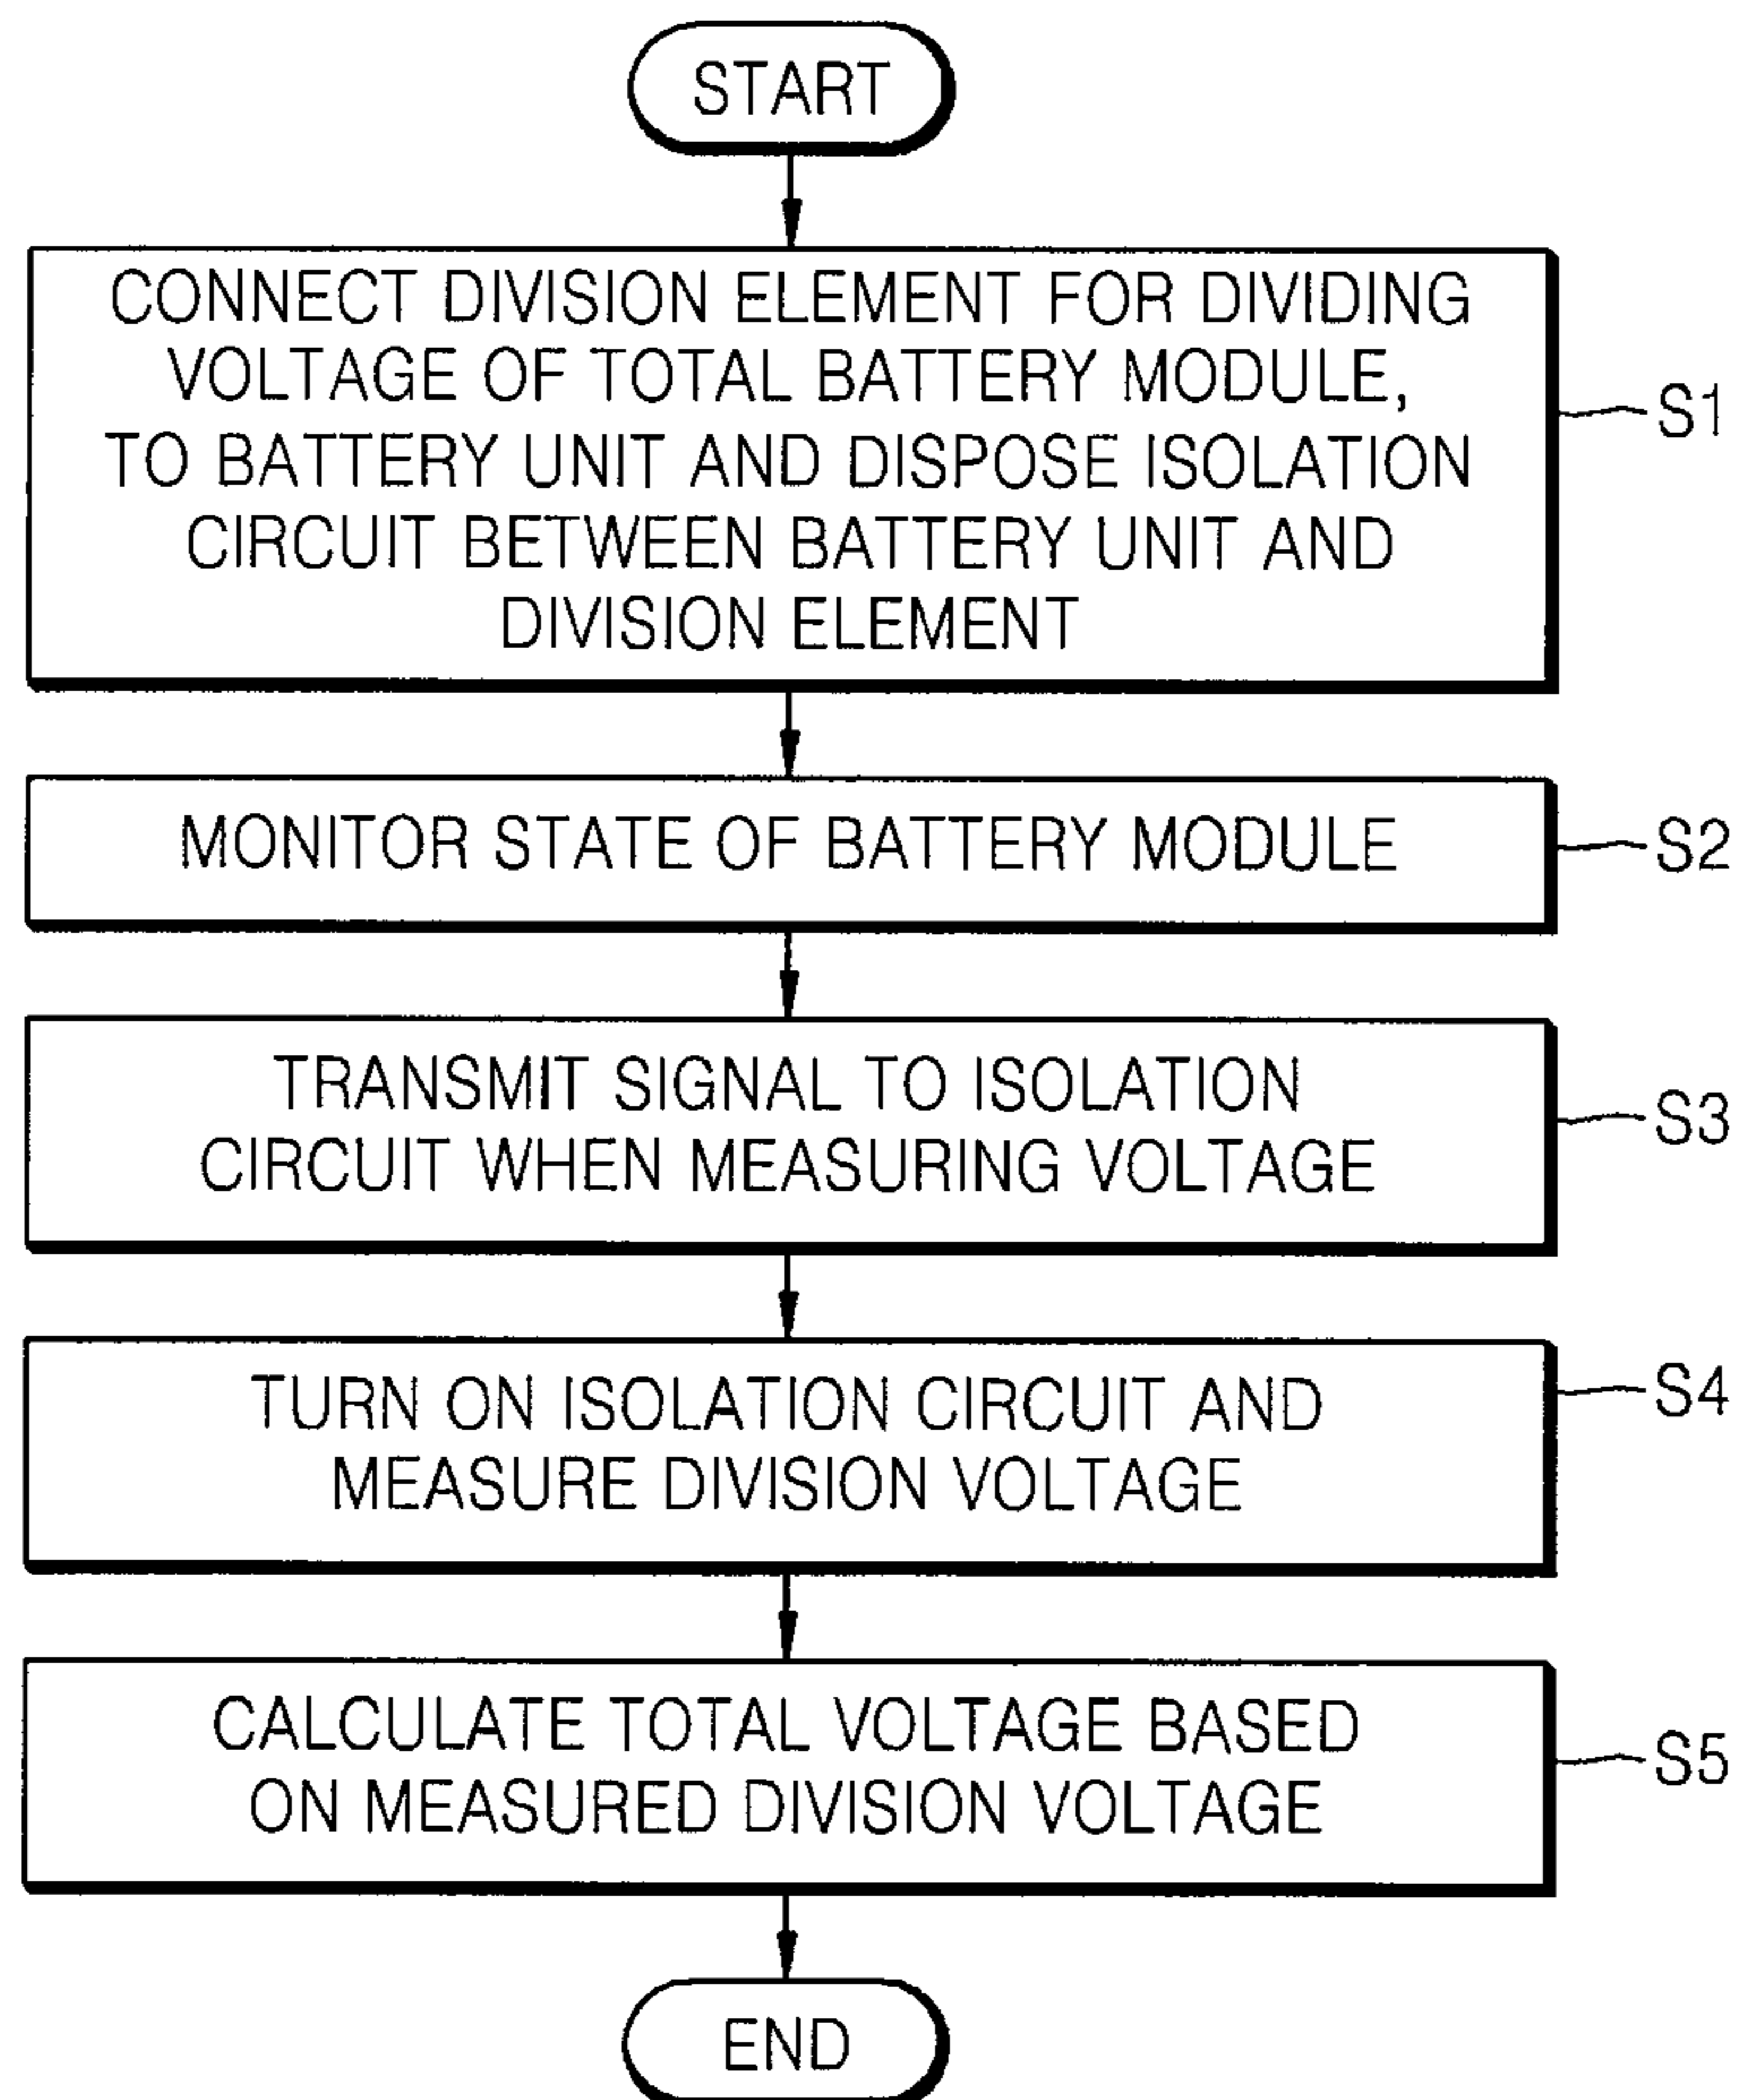 START
CONNECT DIVISION ELEMENT FOR DIVIDING
VOLTAGE OF TOTAL BATTERY MODULE,
TO BATTERY UNIT AND DISPOSE ISOLATION
CIRCUIT BETWEEN BATTERY UNIT AND
DIVISION ELEMENT
S1
MONITOR STATE OF BATTERY MODULE
S2
TRANSMIT SIGNAL TO ISOLATION
CIRCUIT WHEN MEASURING VOLTAGE
S3
TURN ON ISOLATION CIRCUIT AND
MEASURE DIVISION VOLTAGE
S4
CALCULATE TOTAL VOLTAGE BASED
ON MEASURED DIVISION VOLTAGE
S5
END